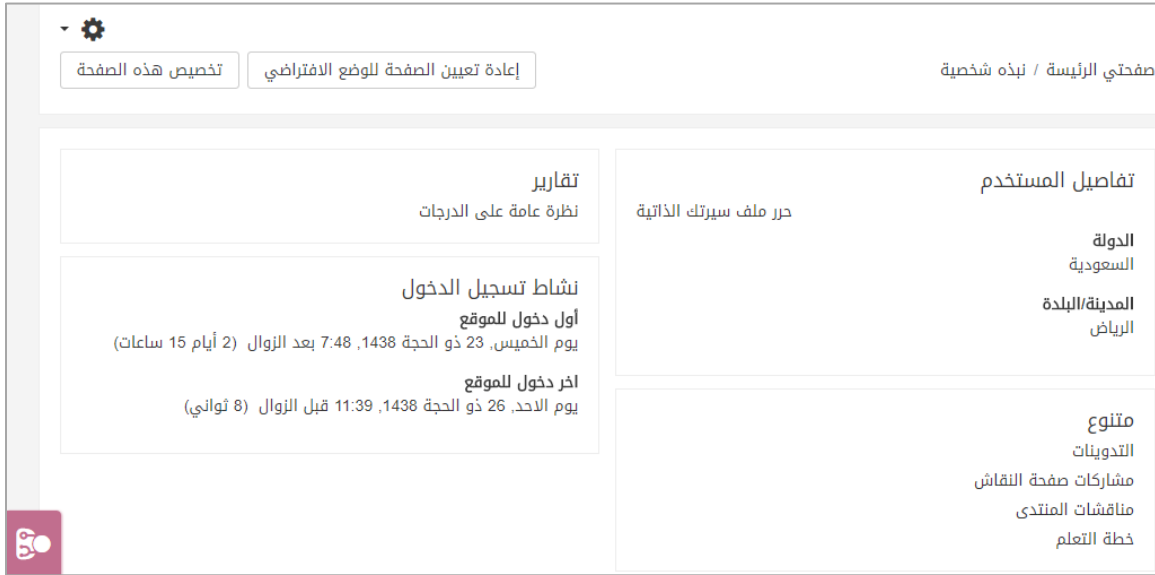 صفحتي الرئيسة / نبذه شخصية
إعادة تعيين الصفحة للوضع الافتراضي
تخصيص هذه الصفحة
تفاصيل المستخدم
حرر ملف سيرتك الذاتية
الدولة
السعودية
المدينة/البلدة
الرياض
متنوع
التدوينات
مشاركات صفحة النقاش
مناقشات المنتدى
خطة التعلم
تقارير
نظرة عامة على الدرجات
نشاط تسجيل الدخول
أول دخول للموقع
يوم الخميس, 23 ذو الحجة 1438, 7:48 بعد الزوال (2 أيام 15 ساعات)
اخر دخول للموقع
يوم الاحد, 26 ذو الحجة 1438, 11:39 قبل الزوال (8 ثواني)